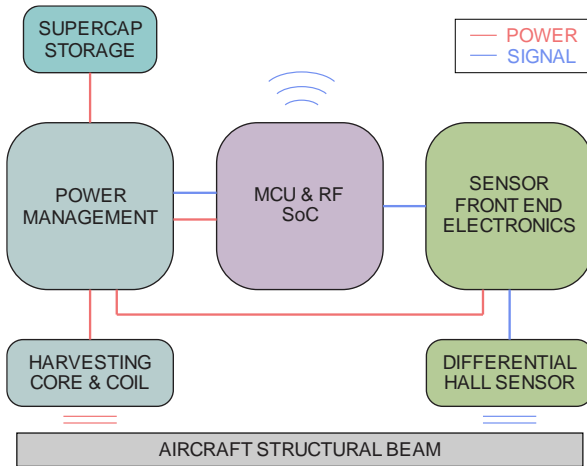 SUPERCAP
STORAGE
POWER
SIGNAL
POWER
MANAGEMENT
MCU & RF
SoC
SENSOR
FRONT END
ELECTRONICS
HARVESTING
CORE & COIL
DIFFERENTIAL
HALL SENSOR
AIRCRAFT STRUCTURAL BEAM